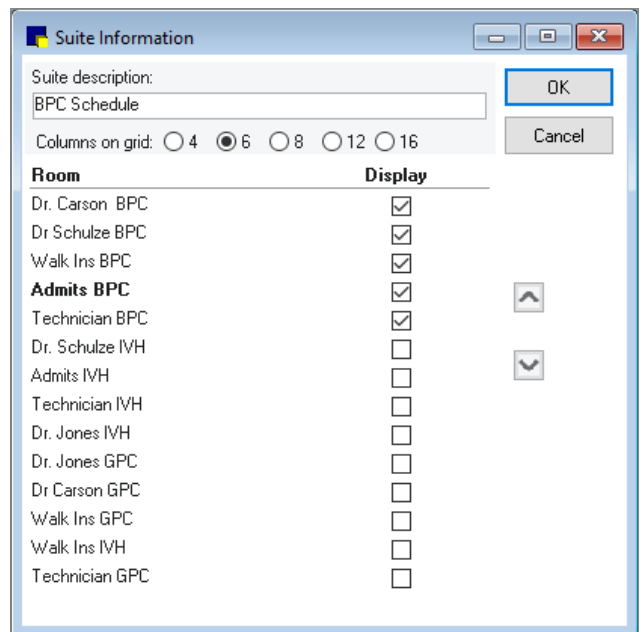 Suite Information
Suite description:
OK
BPC Schedule
Columns on grid: 4 6 8 12 16
Cancel
Room Display
Dr. Carson  BPC
Dr Schulze BPC
Walk Ins BPC
Admits BPC
Technician BPC
Dr. Schulze IVH
Admits IVH
Technician IVH
Dr. Jones IVH
Dr. Jones GPC
Dr Carson GPC
Walk Ins GPC
Walk Ins IVH
Technician GPC